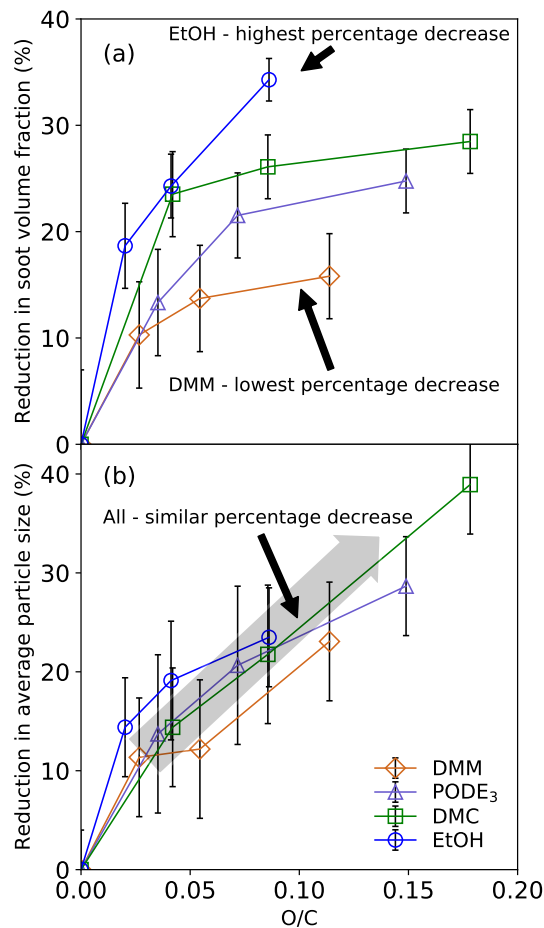 40
EtOH - highest percentage decrease
(a)
30
20
10
DMM - lowest percentage decrease
0
Reduction in soot volume fraction (%)
(b)
40
All - similar percentage decrease
30
20
10
0
Reduction in average particle size (%)
DMM
PODE₃
DMC
EtOH
0.00 0.05 0.10 0.15 0.20
O/C